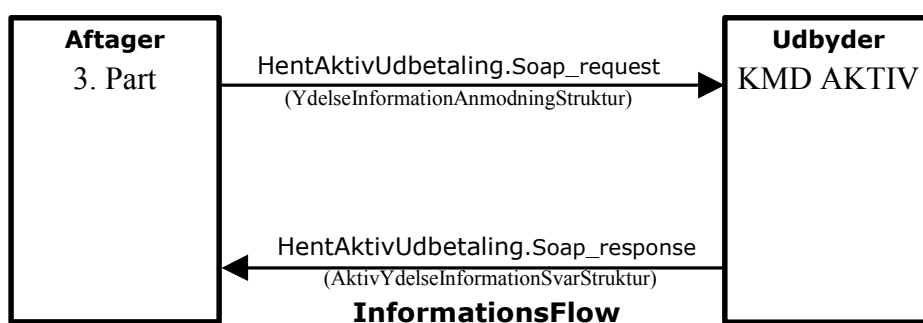 Aftager
3. Part
HentAktivUdbetaling.Soap_request
(YdelseInformationAnmodningStruktur)
Udbyder
KMD AKTIV
HentAktivUdbetaling.Soap_response
(AktivYdelseInformationSvarStruktur)
InformationsFlow